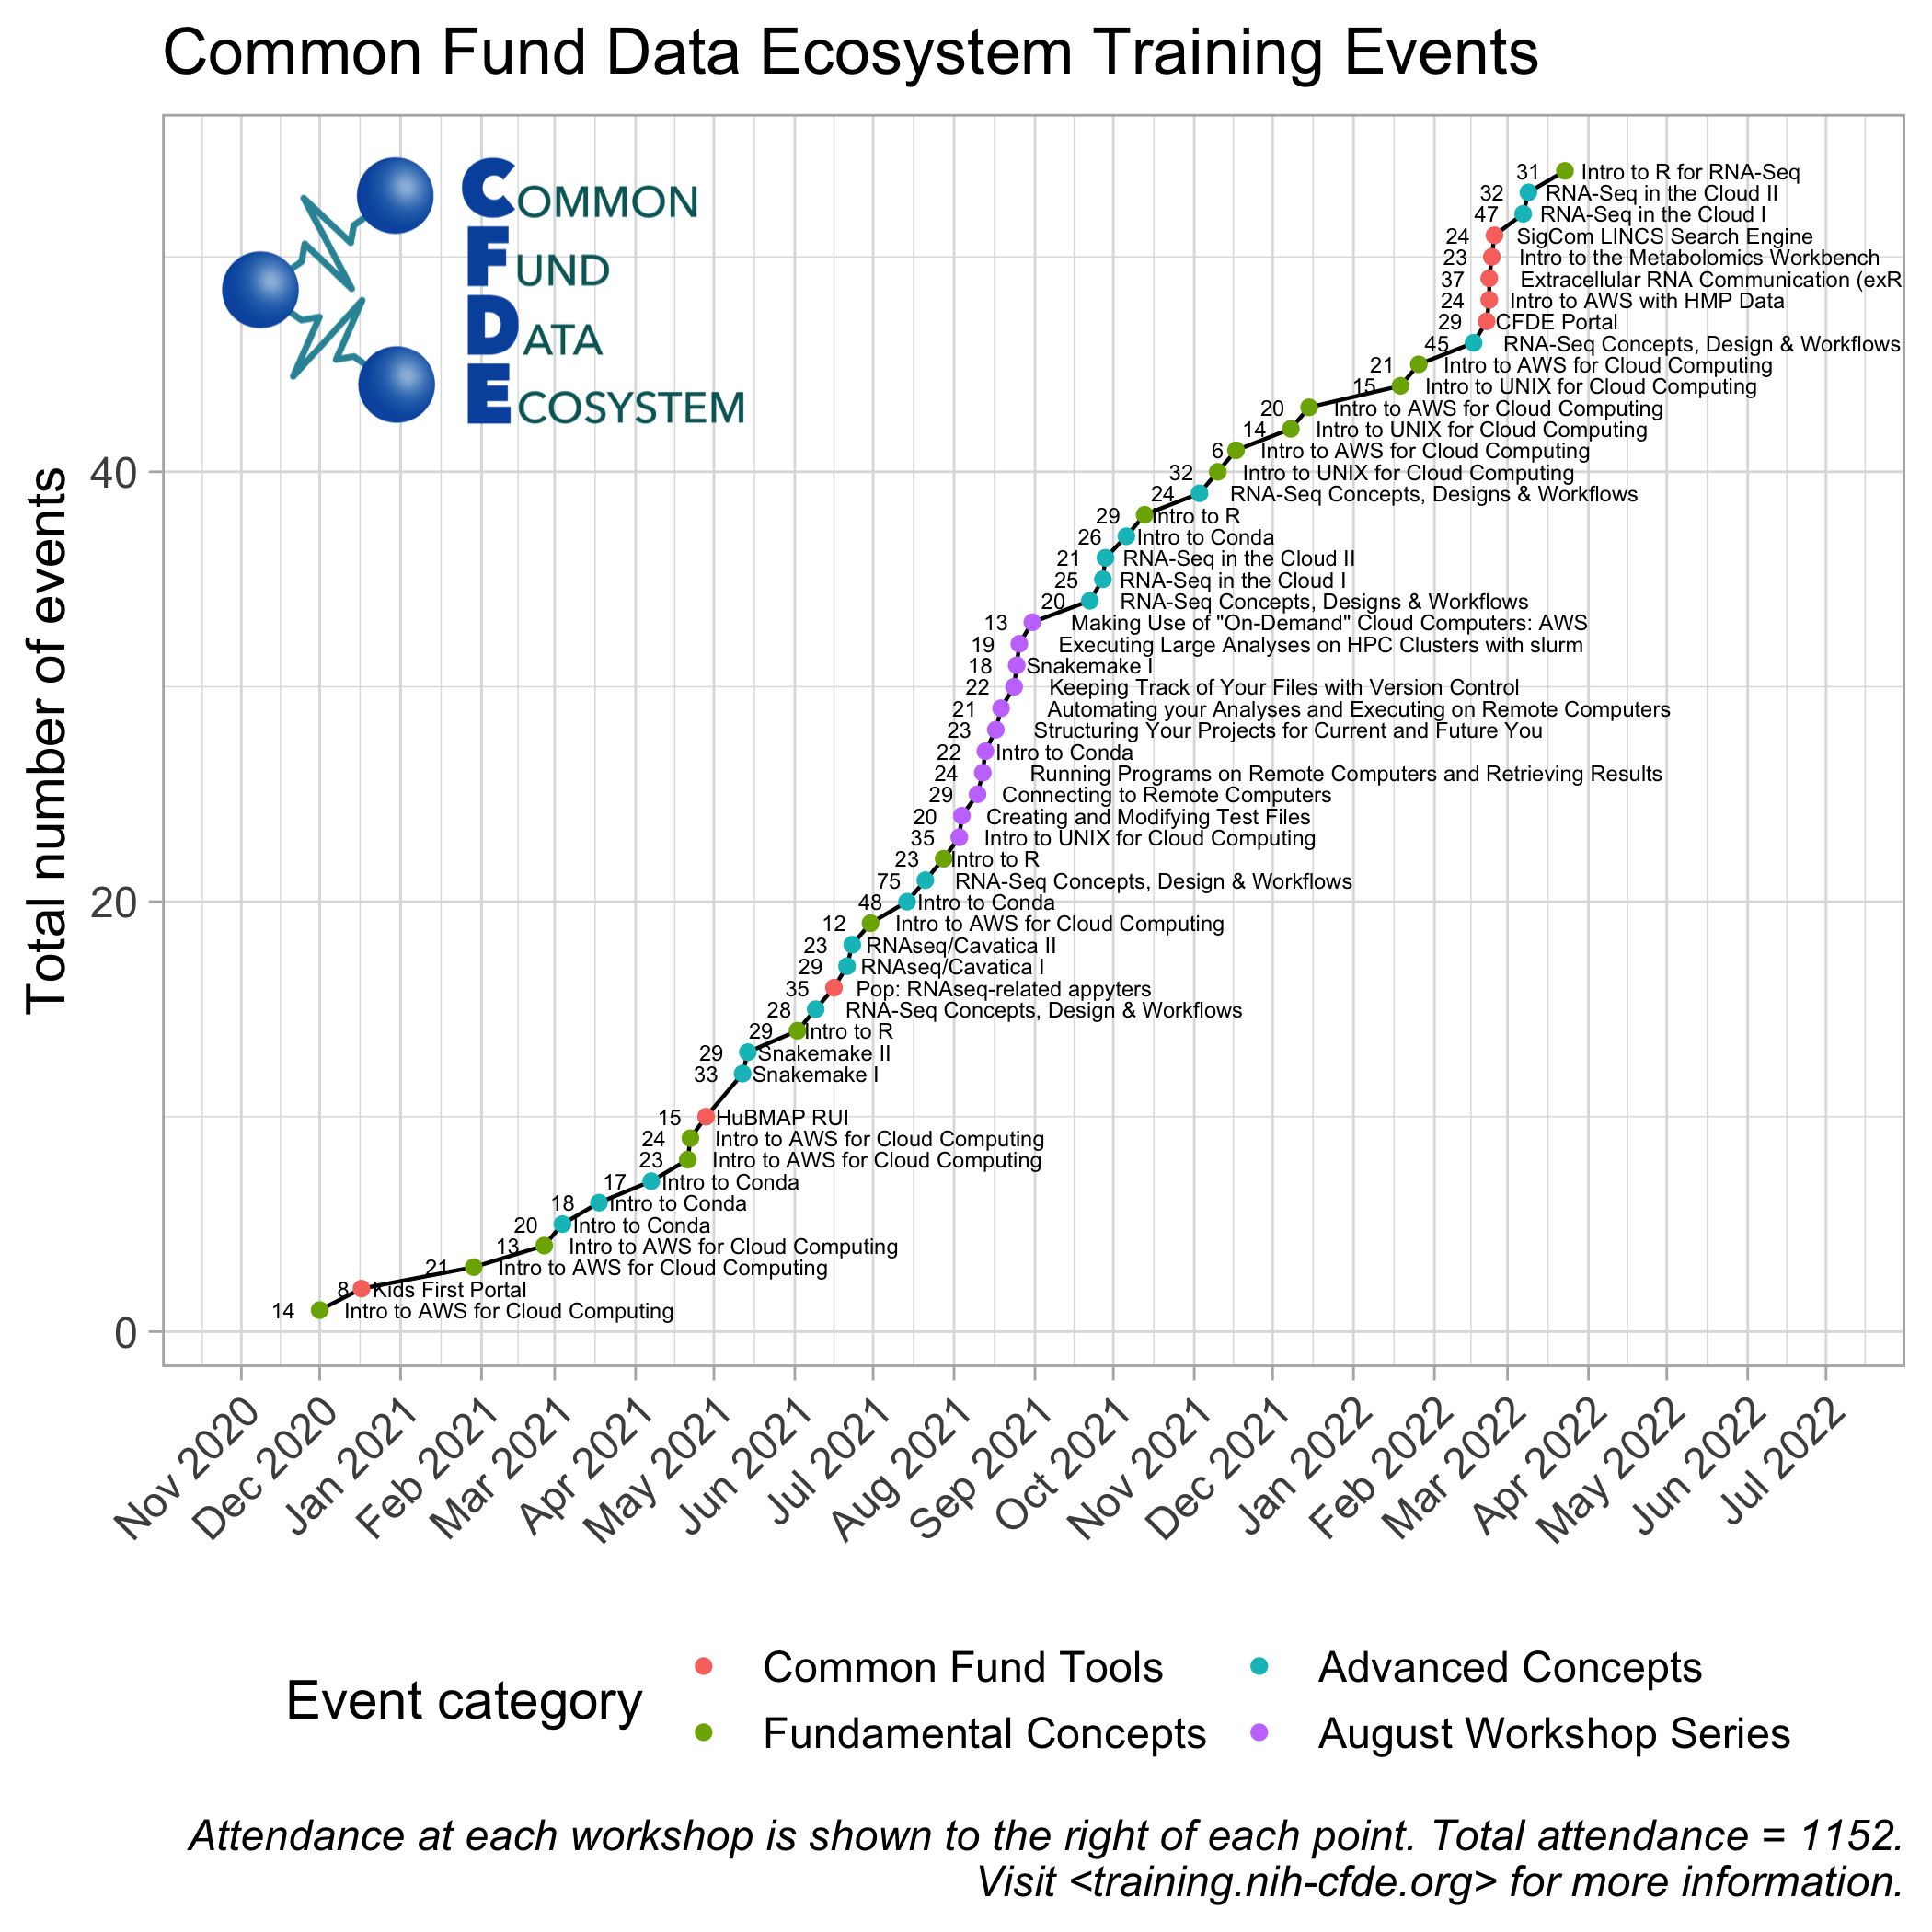 Common Fund Data Ecosystem Training Events
COMMON
FUND
DATA
ECOSYSTEM
Total number of events
40
20
0
31 Intro to R for RNA-Seq
32 RNA-Seq in the Cloud II
47 RNA-Seq in the Cloud I
24 SigCom LINCS Search Engine
23 Intro to the Metabolomics Workbench
37 Extracellular RNA Communication (exR
24 Intro to AWS with HMP Data
29 CFDE Portal
45 RNA-Seq Concepts, Design & Workflows
21 Intro to AWS for Cloud Computing
15 Intro to UNIX for Cloud Computing
20 Intro to AWS for Cloud Computing
14 Intro to UNIX for Cloud Computing
6 Intro to AWS for Cloud Computing
32 Intro to UNIX for Cloud Computing
24 RNA-Seq Concepts, Designs & Workflows
29 Intro to R
26 Intro to Conda
21 RNA-Seq in the Cloud II
25 RNA-Seq in the Cloud I
20 RNA-Seq Concepts, Designs & Workflows
13 Making Use of "On-Demand" Cloud Computers: AWS
19 Executing Large Analyses on HPC Clusters with slurm
18 Snakemake I
22 Keeping Track of Your Files with Version Control
21 Automating your Analyses and Executing on Remote Computers
23 Structuring Your Projects for Current and Future You
22 Intro to Conda
24 Running Programs on Remote Computers and Retrieving Results
29 Connecting to Remote Computers
20 Creating and Modifying Test Files
35 Intro to UNIX for Cloud Computing
23 Intro to R
75 RNA-Seq Concepts, Design & Workflows
48 Intro to Conda
12 Intro to AWS for Cloud Computing
23 RNAseq/Cavatica II
29 RNAseq/Cavatica I
35 Pop: RNAseq-related appyters
28 RNA-Seq Concepts, Design & Workflows
29 Intro to R
29 Snakemake II
33 Snakemake I
15 HuBMAP RUI
24 Intro to AWS for Cloud Computing
23 Intro to AWS for Cloud Computing
17 Intro to Conda
18 Intro to Conda
20 Intro to Conda
13 Intro to AWS for Cloud Computing
21 Intro to AWS for Cloud Computing
8 Kids First Portal
14 Intro to AWS for Cloud Computing
Nov 2020
Dec 2020
Jan 2021
Feb 2021
Mar 2021
Apr 2021
May 2021
Jun 2021
Jul 2021
Aug 2021
Sep 2021
Oct 2021
Nov 2021
Dec 2021
Jan 2022
Feb 2022
Mar 2022
Apr 2022
May 2022
Jun 2022
Jul 2022
Event category
Common Fund Tools
Fundamental Concepts
Advanced Concepts
August Workshop Series
Attendance at each workshop is shown to the right of each point. Total attendance = 1152.
Visit <training.nih-cfde.org> for more information.